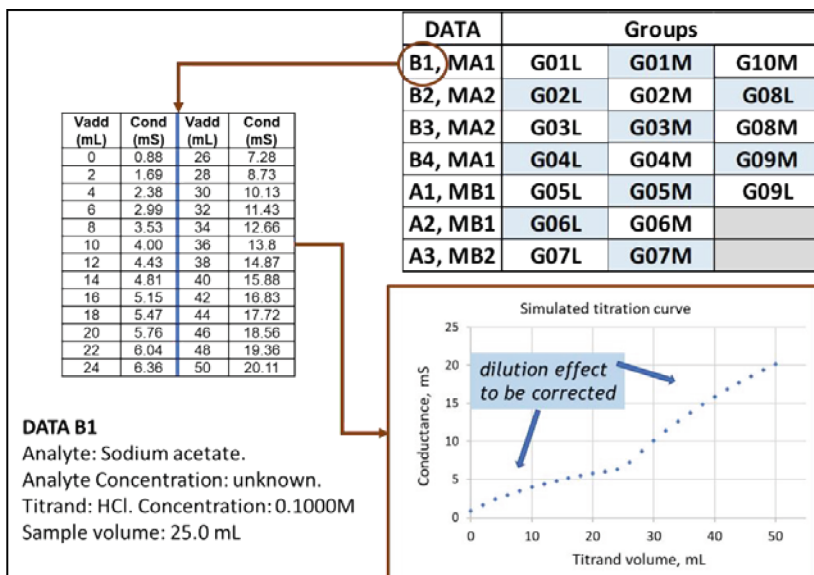 DATA Groups
B1, MA1 G01L G01M G10M
B2, MA2 G02L G02M G08L
B3, MA2 G03L G03M G08M
B4, MA1 G04L G04M G09M
A1, MB1 G05L G05M G09L
A2, MB1 G06L G06M
A3, MB2 G07L G07M
Vadd (mL) Cond (mS) Vadd (mL) Cond (mS)
0 0.88 26 7.28
2 1.69 28 8.73
4 2.38 30 10.13
6 2.99 32 11.43
8 3.53 34 12.66
10 4.00 36 13.8
12 4.43 38 14.87
14 4.81 40 15.88
16 5.15 42 16.83
18 5.47 44 17.72
20 5.76 46 18.56
22 6.04 48 19.36
24 6.36 50 20.11
DATA B1
Analyte: Sodium acetate.
Analyte Concentration: unknown.
Titrand: HCl. Concentration: 0.1000M
Sample volume: 25.0 mL
Simulated titration curve
25
20
15
10
5
0
Conductance, mS
dilution effect
to be corrected
0 10 20 30 40 50
Titrand volume, mL